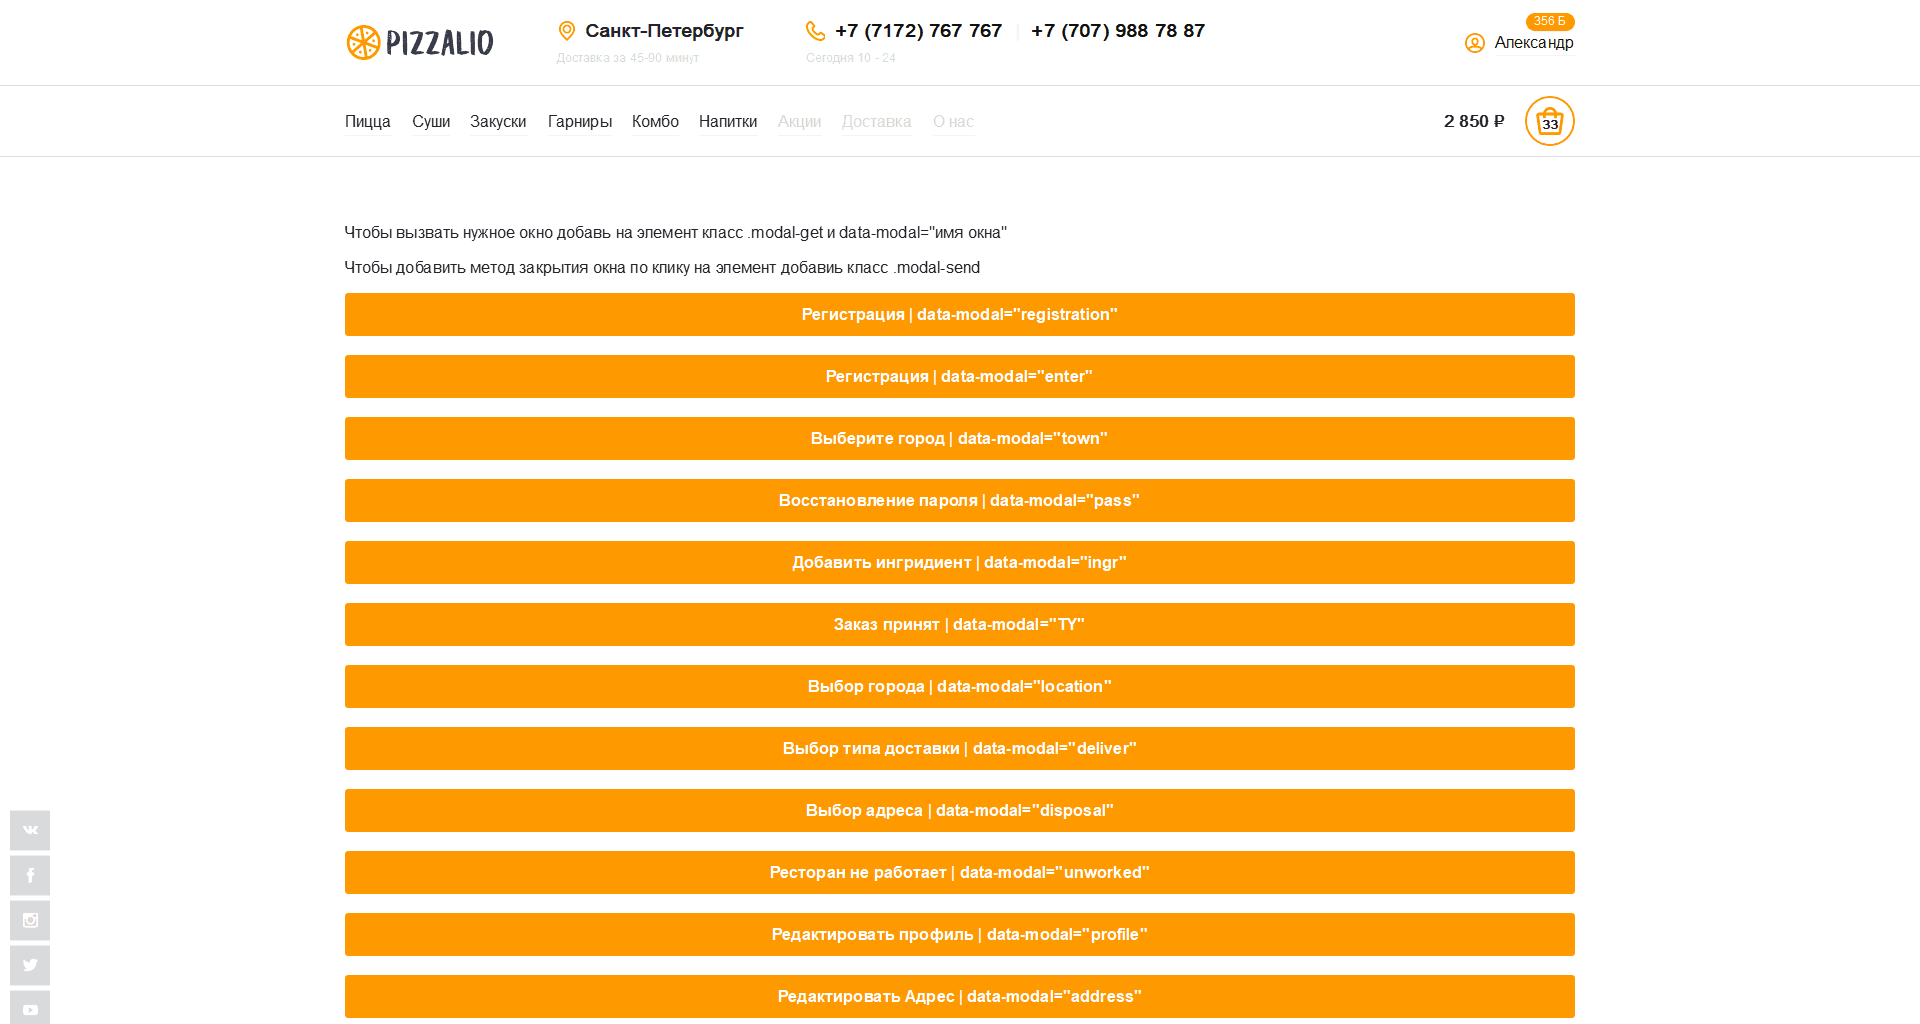 PIZZALIO
Санкт-Петербург
Доставка за 45-90 минут
+7 (7172) 767 767 | +7 (707) 988 78 87
Сегодня 10 - 24
356 Б
Александр
Пицца Суши Закуски Гарниры Комбо Напитки Акции Доставка О нас
2 850 ₽
33
Чтобы вызвать нужное окно добавь на элемент класс .modal-get и data-modal="имя окна"
Чтобы добавить метод закрытия окна по клику на элемент добавиь класс .modal-send
Регистрация | data-modal="registration"
Регистрация | data-modal="enter"
Выберите город | data-modal="town"
Восстановление пароля | data-modal="pass"
Добавить ингридиент | data-modal="ingr"
Заказ принят | data-modal="TY"
Выбор города | data-modal="location"
Выбор типа доставки | data-modal="deliver"
Выбор адреса | data-modal="disposal"
Ресторан не работает | data-modal="unworked"
Редактировать профиль | data-modal="profile"
Редактировать Адрес | data-modal="address"